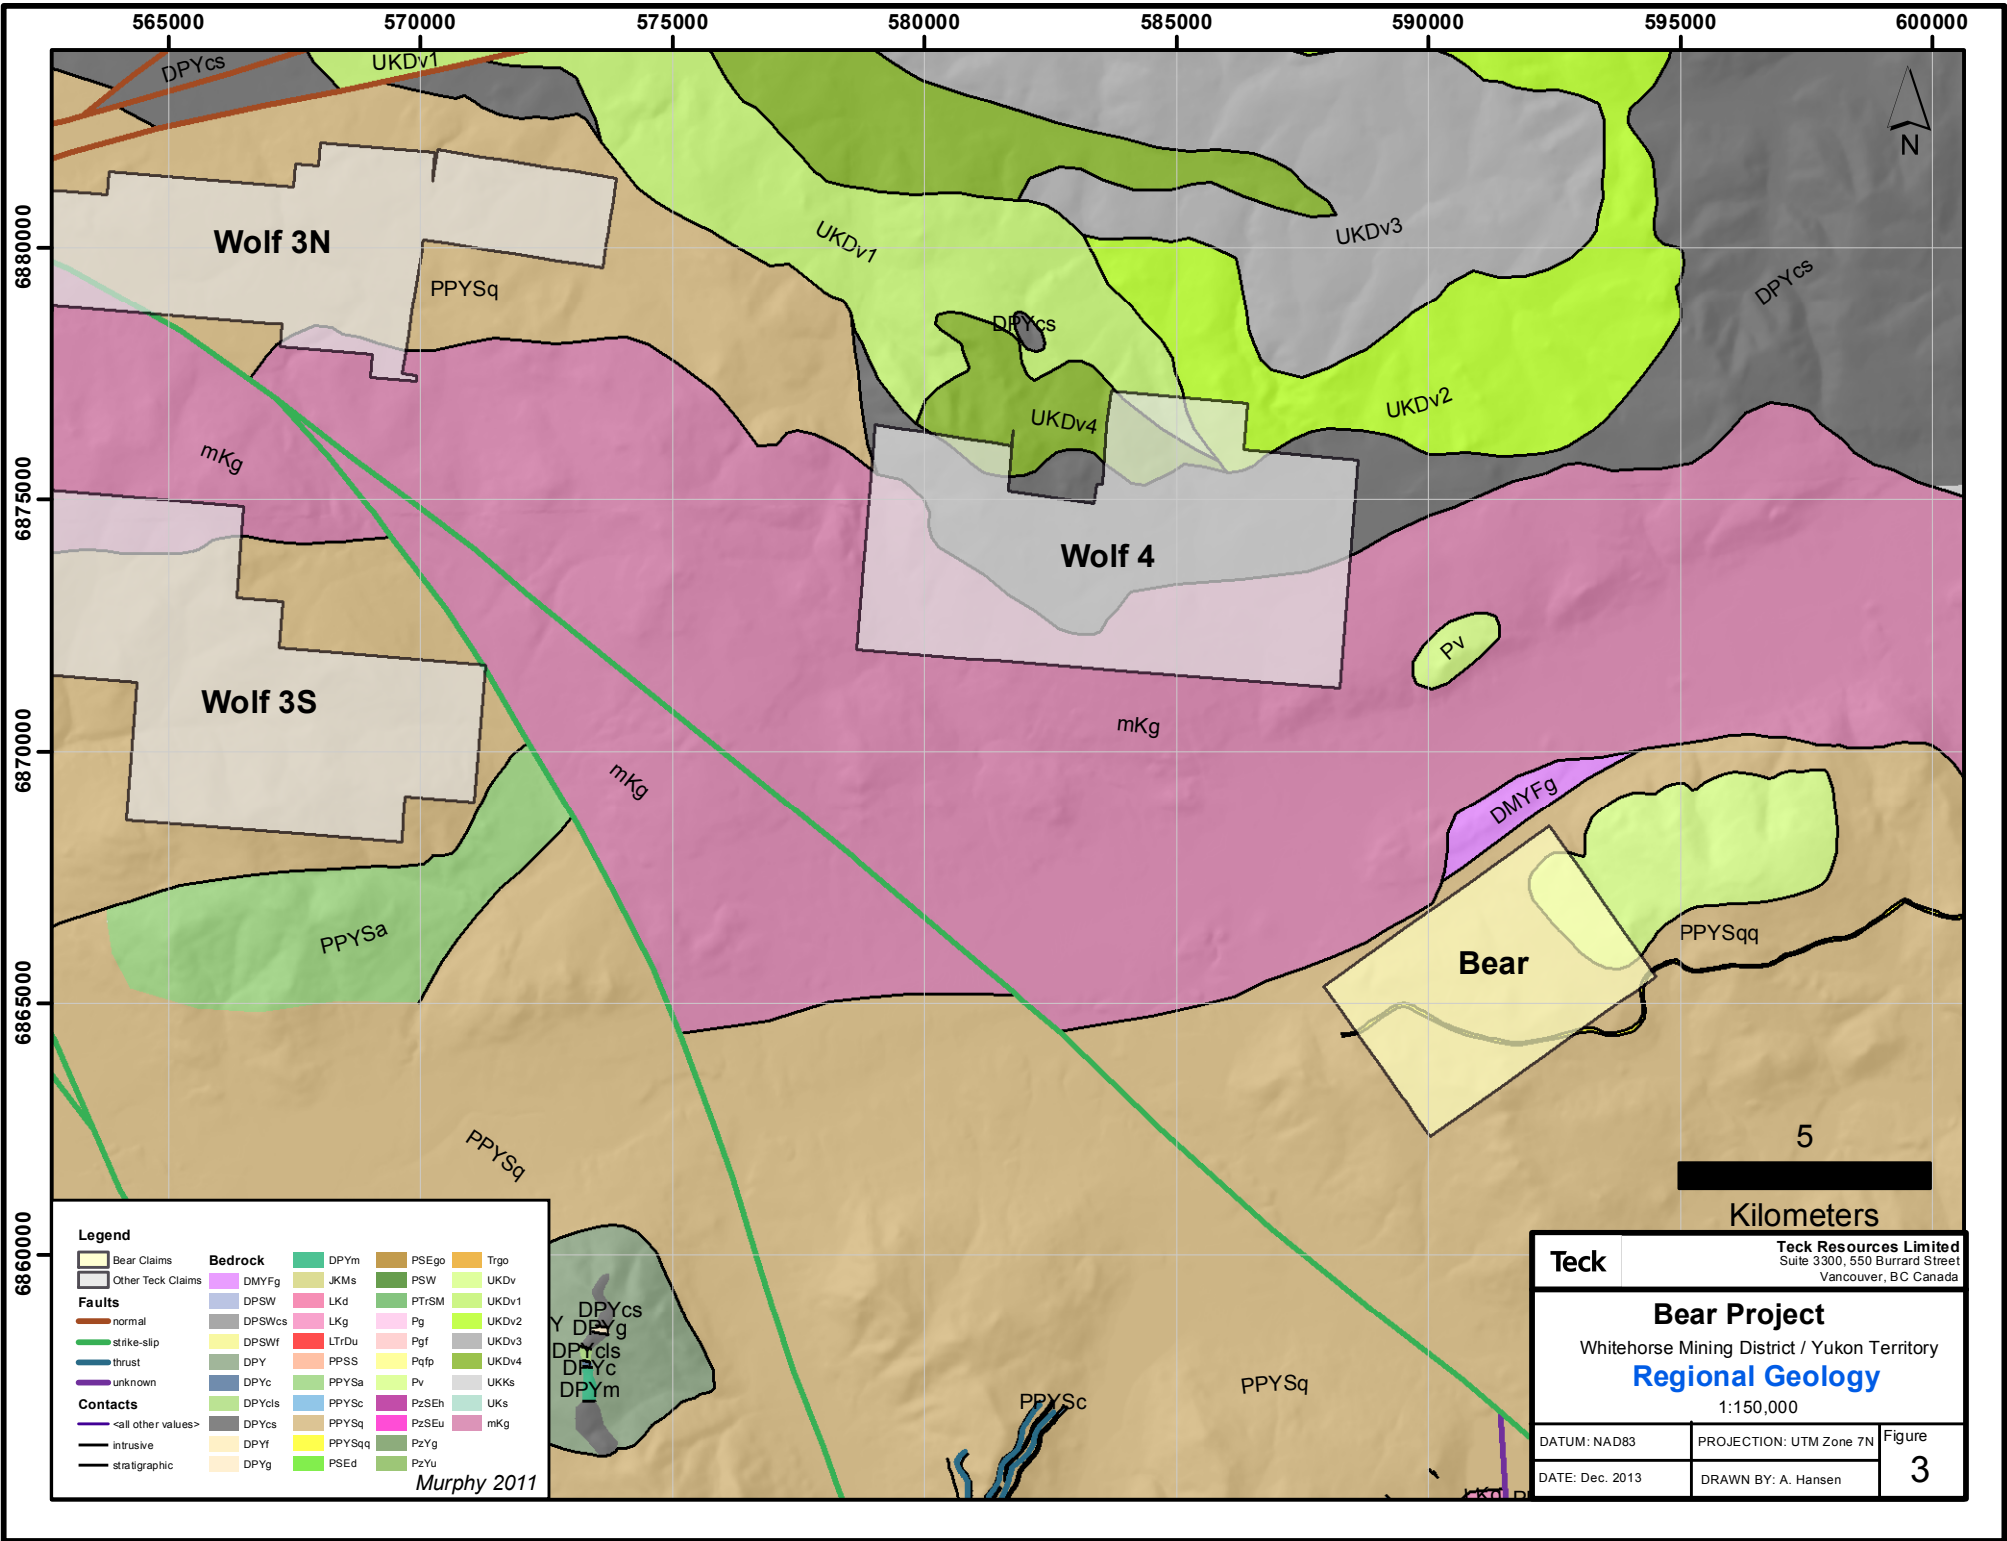 565000 570000 575000 580000 585000 590000 595000 600000
6880000
6875000
6870000
6865000
6860000
N
DPYcs
UKDv1
Wolf 3N
PPYSq
UKDv1
UKDv3
DPYcs
DPYcs
UKDv4
UKDv2
mKg
Wolf 4
Pv
Wolf 3S
mKg
mKg
DMYFg
PPYSa
Bear
PPYSqq
PPYSq
5
Kilometers
DPYcs
Y
DPYg
DPYcls
DPYc
DPYm
PPYSc
PPYSq
Legend
Bear Claims
Other Teck Claims
Faults
normal
strike-slip
thrust
unknown
Contacts
<all other values>
intrusive
stratigraphic
Bedrock
DMYFg
DPSW
DPSWcs
DPSWf
DPY
DPYc
DPYcls
DPYcs
DPYf
DPYg
DPYm
JKMs
LKd
LKg
LTrDu
PPSS
PPYSa
PPYSc
PPYSq
PPYSqq
PSEd
PSEgo
PSW
PTrSM
Pg
Pgf
Pqfp
Pv
PzSEh
PzSEu
PzYg
PzYu
Trgo
UKDv
UKDv1
UKDv2
UKDv3
UKDv4
UKKs
UKs
mKg
Murphy 2011
Teck
Teck Resources Limited
Suite 3300, 550 Burrard Street
Vancouver, BC Canada
Bear Project
Whitehorse Mining District / Yukon Territory
Regional Geology
1:150,000
DATUM: NAD83
PROJECTION: UTM Zone 7N
Figure
3
DATE: Dec. 2013
DRAWN BY: A. Hansen